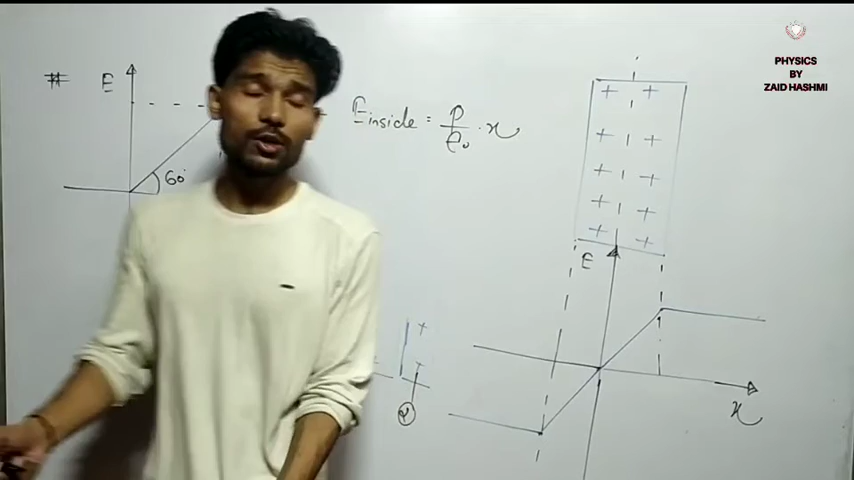 PHYSICS
BY
ZAID HASHMI
# E
60°
E inside = ρ/ε₀ · x
+ +
+ +
+ +
+ +
+ +
E
x
+
+